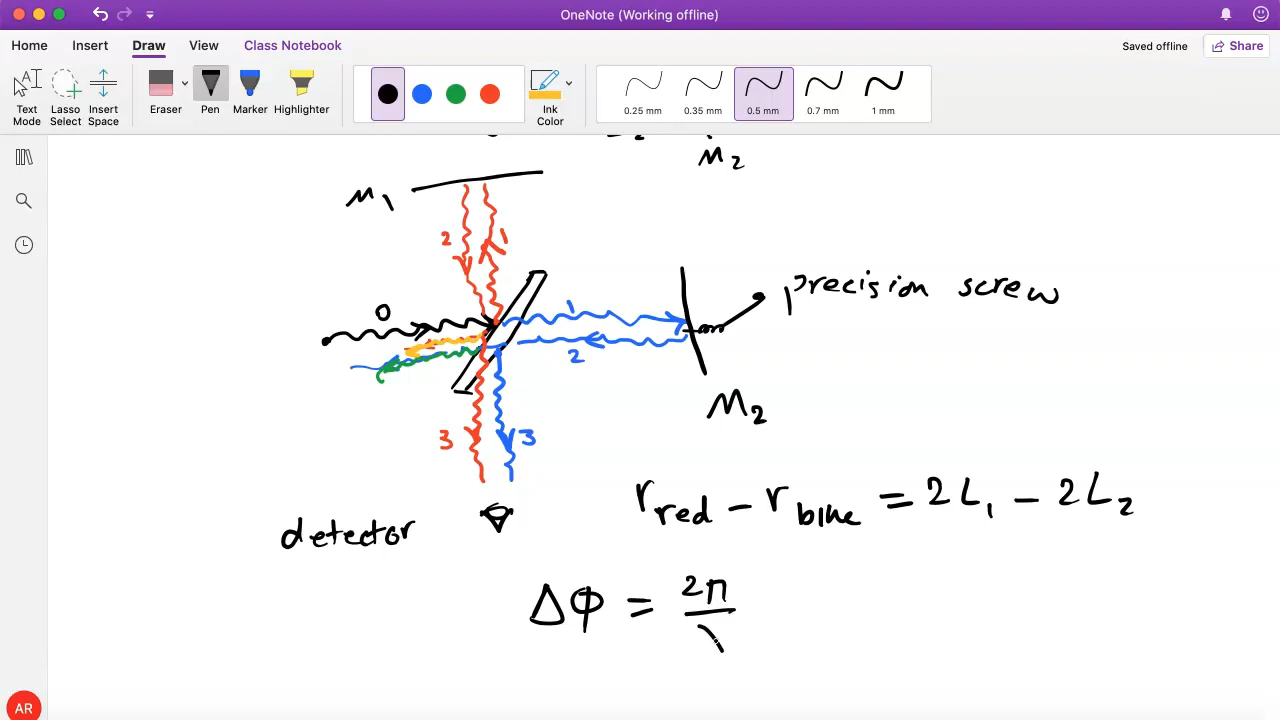 OneNote (Working offline)
Home Insert Draw View Class Notebook Saved offline Share
Text Mode
Lasso Select
Insert Space
Eraser
Pen
Marker
Highlighter
Ink Color
0.25 mm 0.35 mm 0.5 mm 0.7 mm 1 mm
M2
M1
2 1
precision screw
0
1
2
M2
3 3
r red - r blue = 2L1 - 2L2
detector
Δφ = 2π
AR